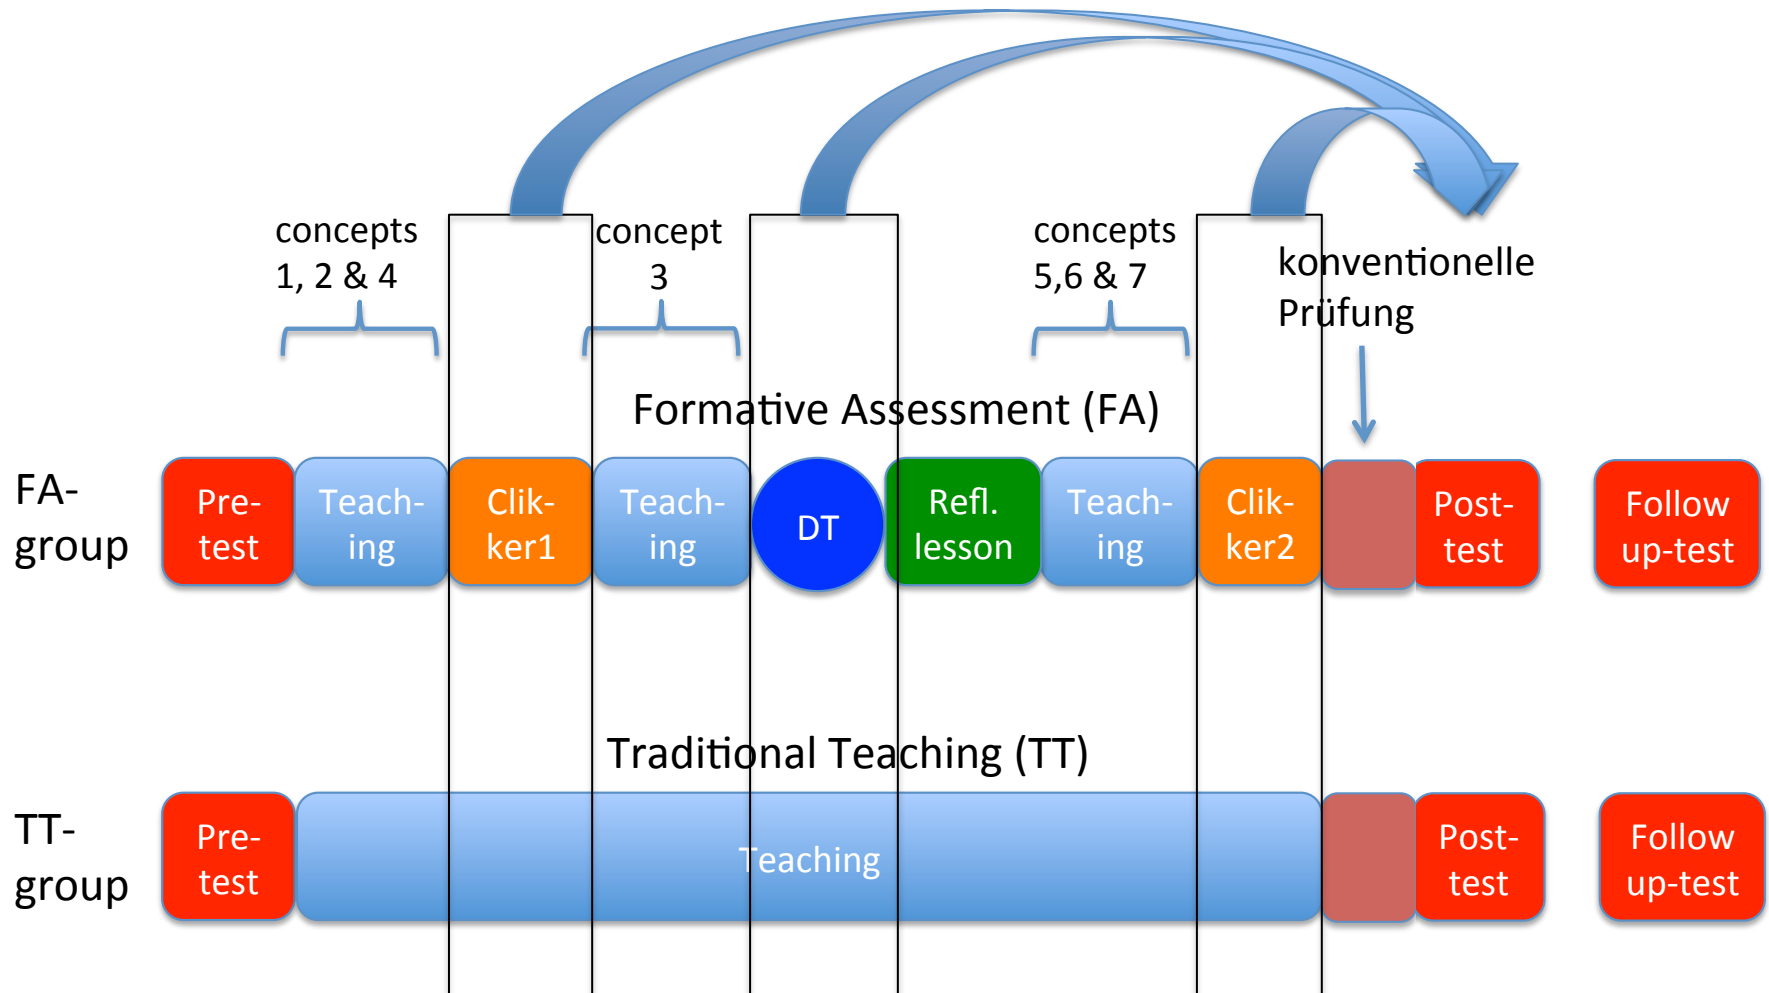 concepts
1, 2 & 4
concept
3
concepts
5,6 & 7
konventionelle
Prüfung
Formative Assessment (FA)
FA-
group
Pre-
test
Teach-
ing
Clik-
ker1
Teach-
ing
DT
Refl.
lesson
Teach-
ing
Clik-
ker2
Post-
test
Follow
up-test
Traditional Teaching (TT)
TT-
group
Pre-
test
Teaching
Post-
test
Follow
up-test